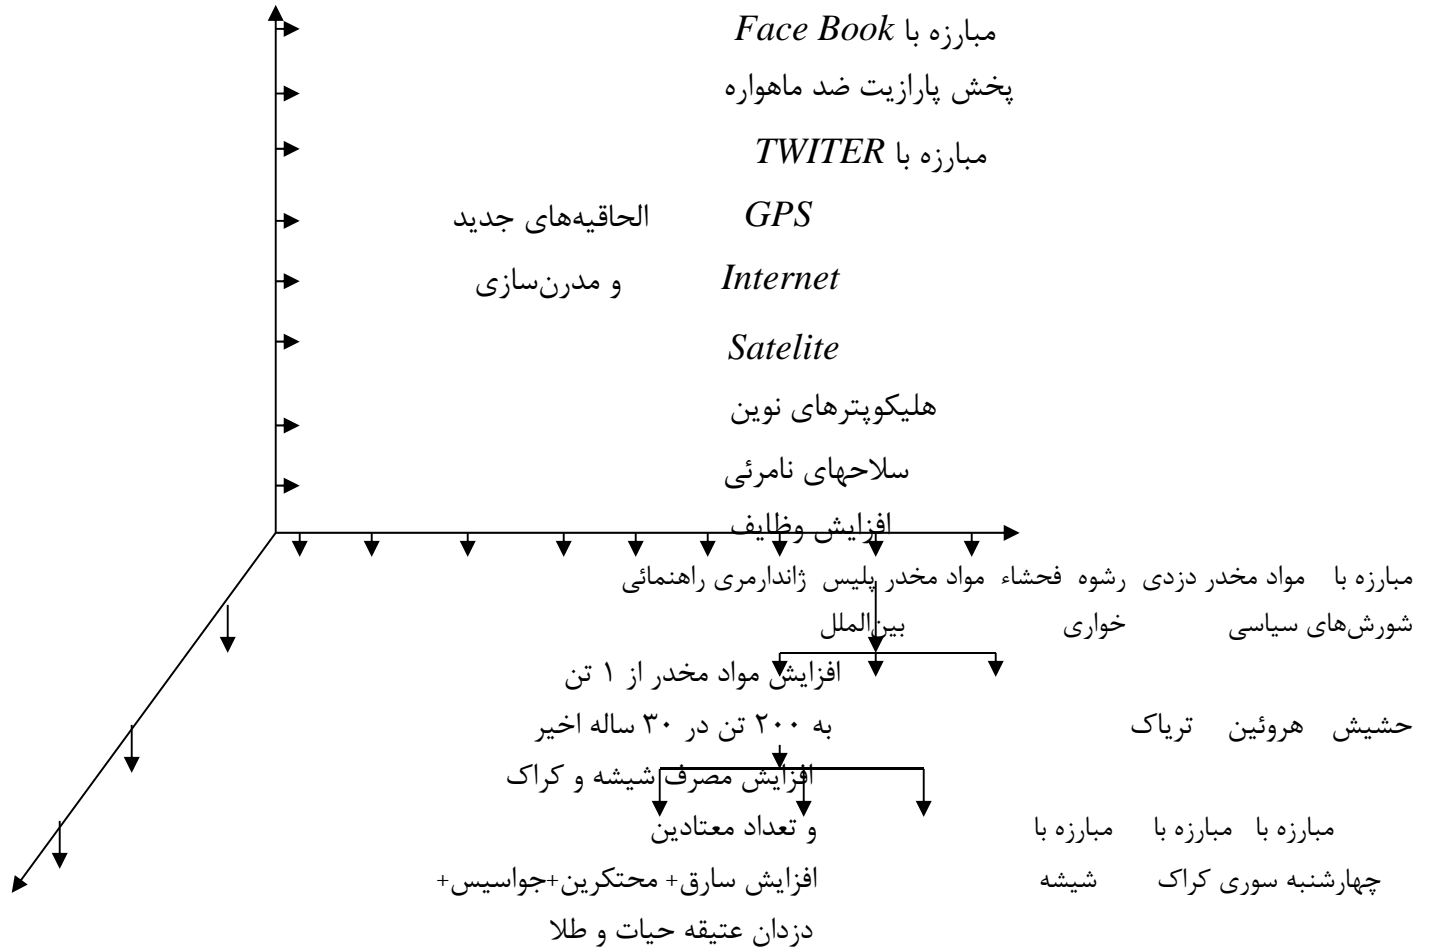 مبارزه با Face Book
پخش پارازیت ضد ماهواره
مبارزه با TWITER
الحاقیه‌های جدید GPS
و مدرن‌سازی Internet
Satelite
هلیکوپترهای نوین
سلاحهای نامرئی
افزایش وظایف
مبارزه با مواد مخدر دزدی رشوه فحشاء مواد مخدر پلیس ژاندارمری راهنمائی
شورش‌های سیاسی خواری بین‌الملل
افزایش مواد مخدر از ۱ تن
حشیش هروئین تریاک به ۲۰۰ تن در ۳۰ ساله اخیر
افزایش مصرف شیشه و کراک
مبارزه با مبارزه با مبارزه با و تعداد معتادین
چهارشنبه سوری کراک شیشه افزایش سارق+ محتکرین+جواسیس+
دزدان عتیقه حیات و طلا